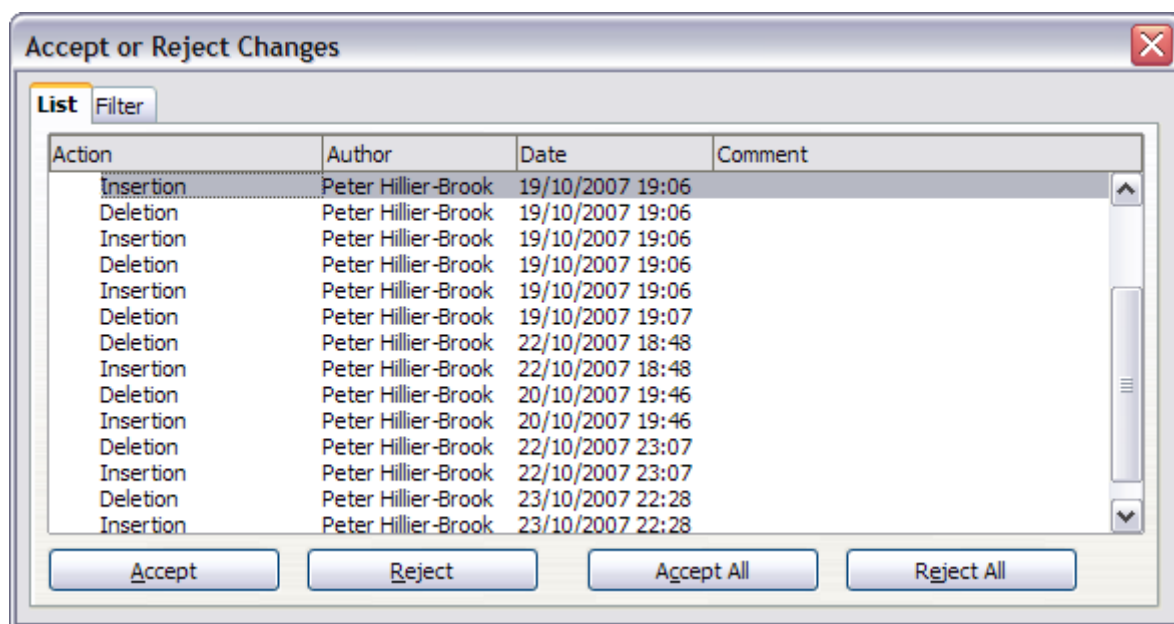 Accept or Reject Changes
List Filter
Action Author Date Comment
Insertion Peter Hillier-Brook 19/10/2007 19:06
Deletion Peter Hillier-Brook 19/10/2007 19:06
Insertion Peter Hillier-Brook 19/10/2007 19:06
Deletion Peter Hillier-Brook 19/10/2007 19:06
Insertion Peter Hillier-Brook 19/10/2007 19:06
Deletion Peter Hillier-Brook 19/10/2007 19:07
Deletion Peter Hillier-Brook 22/10/2007 18:48
Insertion Peter Hillier-Brook 22/10/2007 18:48
Deletion Peter Hillier-Brook 20/10/2007 19:46
Insertion Peter Hillier-Brook 20/10/2007 19:46
Deletion Peter Hillier-Brook 22/10/2007 23:07
Insertion Peter Hillier-Brook 22/10/2007 23:07
Deletion Peter Hillier-Brook 23/10/2007 22:28
Insertion Peter Hillier-Brook 23/10/2007 22:28
Accept Reject Accept All Reject All